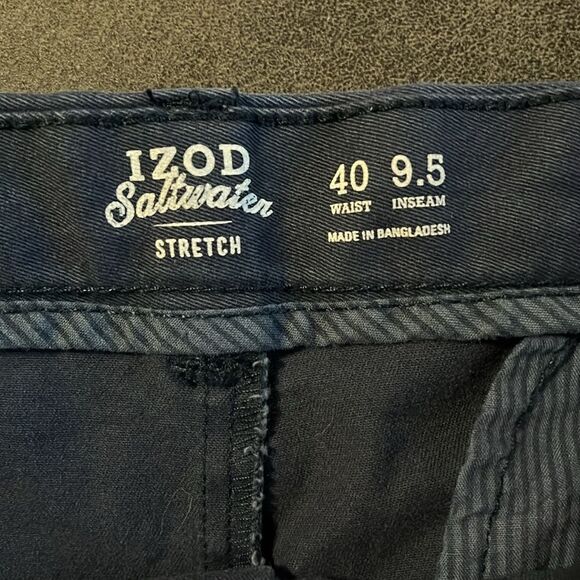 IZOD
Saltwater
STRETCH
40 9.5
WAIST INSEAM
MADE IN BANGLADESH